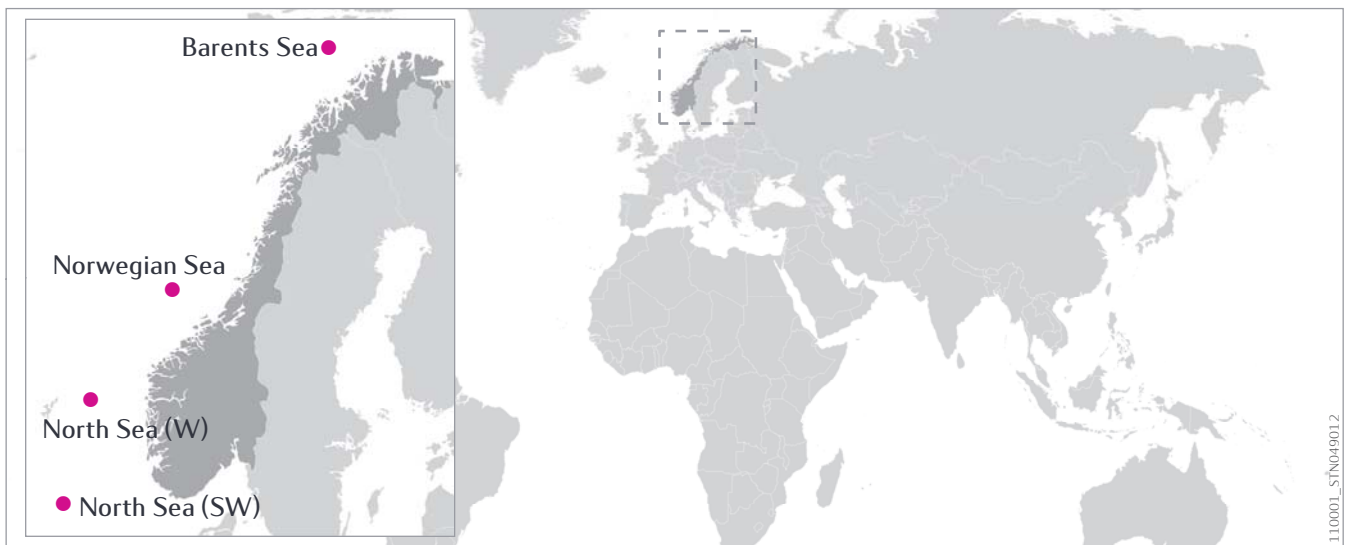 Barents Sea
Norwegian Sea
North Sea (W)
North Sea (SW)
110001_STN049012